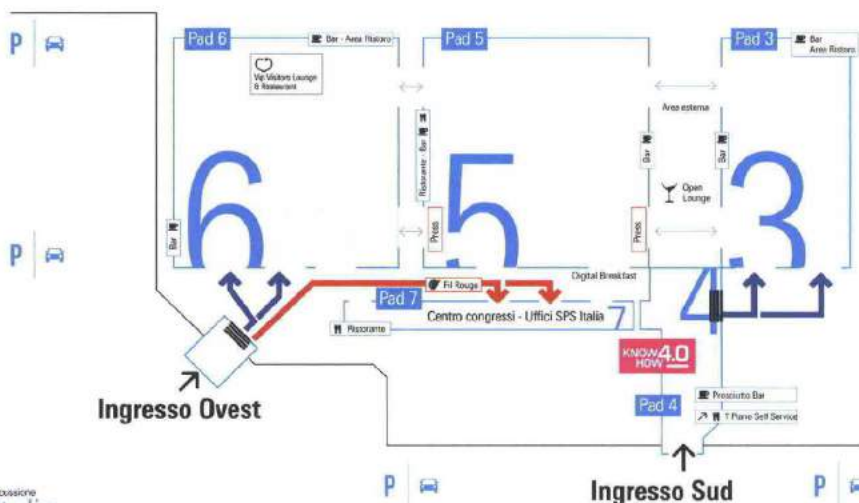 P
Pad 6
Bar - Area Ristoro
Pad 5
Pad 3
Bar
Area Ristoro
Vip Visitors Lounge
& Restaurant
Area esterna
Ristorante - Bar
Bar
Bar
6
5
3
Open
Lounge
Bar
Press
Press
P
Digital Breakfast
4
Fil Rouge
Pad 7
Centro congressi - Uffici SPS Italia
7
Ristorante
KNOW
HOW 4.0
Ingresso Ovest
Pad 4
Prosciutto Bar
1° Piano Self Service
P
Ingresso Sud
P